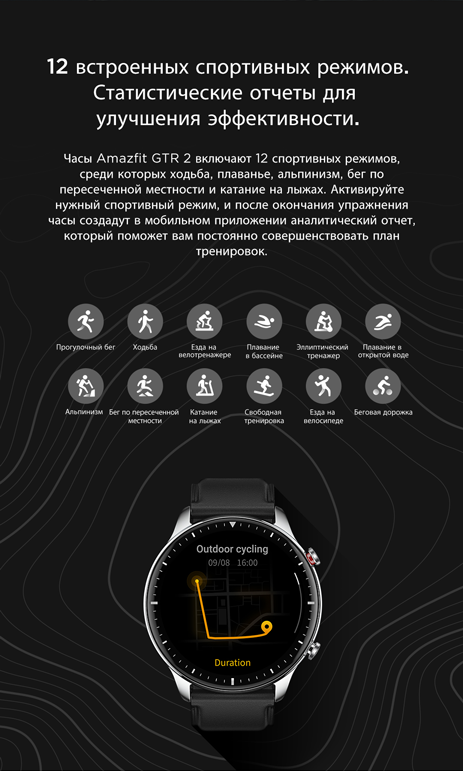 12 встроенных спортивных режимов.
Статистические отчеты для
улучшения эффективности.
Часы Amazfit GTR 2 включают 12 спортивных режимов,
среди которых ходьба, плаванье, альпинизм, бег по
пересеченной местности и катание на лыжах. Активируйте
нужный спортивный режим, и после окончания упражнения
часы создадут в мобильном приложении аналитический отчет,
который поможет вам постоянно совершенствовать план
тренировок.
Прогулочный бег
Ходьба
Езда на
велотренажере
Плавание
в бассейне
Эллиптический
тренажер
Плавание в
открытой воде
Альпинизм
Бег по пересеченной
местности
Катание
на лыжах
Свободная
тренировка
Езда на
велосипеде
Беговая дорожка
Outdoor cycling
09/08 16:00
Duration